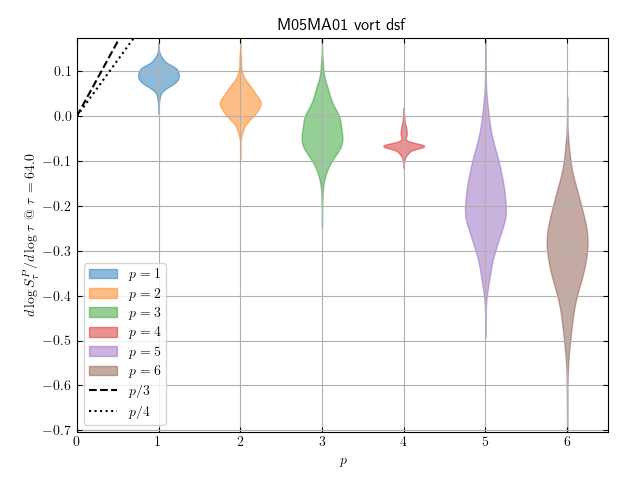 M05MA01 vort dsf
d log S_τ^P / d log τ @ τ = 64.0
0.1
0.0
−0.1
−0.2
−0.3
−0.4
−0.5
−0.6
−0.7
p = 1
p = 2
p = 3
p = 4
p = 5
p = 6
p/3
p/4
0 1 2 3 4 5 6
p